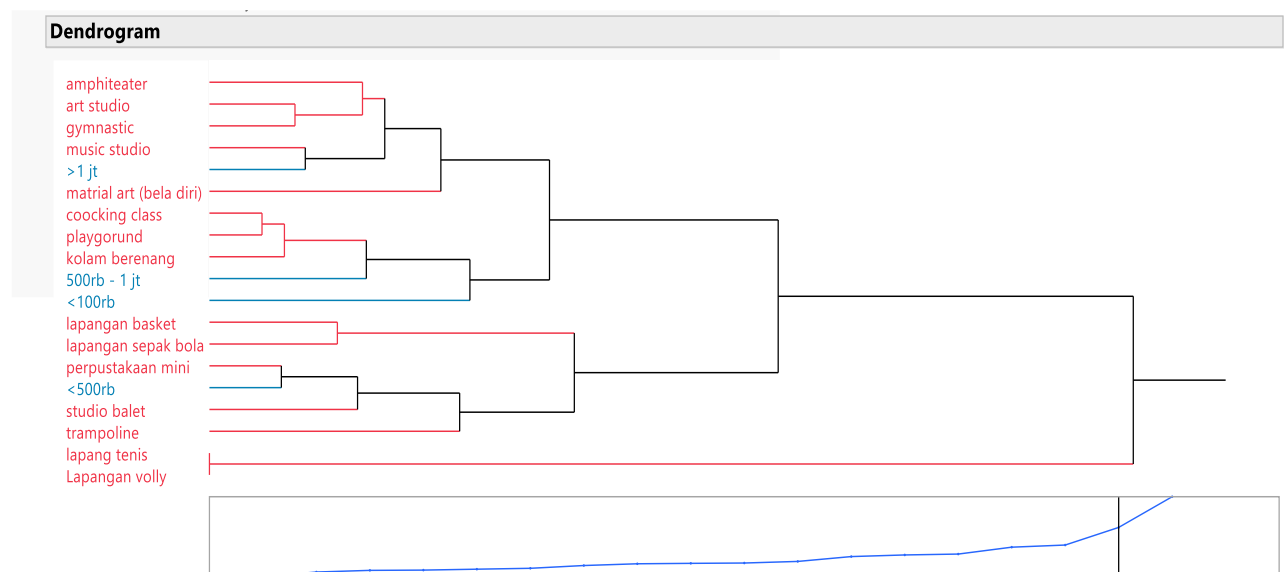 Dendrogram
amphiteater
art studio
gymnastic
music studio
>1 jt
matrial art (bela diri)
coocking class
playgorund
kolam berenang
500rb - 1 jt
<100rb
lapangan basket
lapangan sepak bola
perpustakaan mini
<500rb
studio balet
trampoline
lapang tenis
Lapangan volly